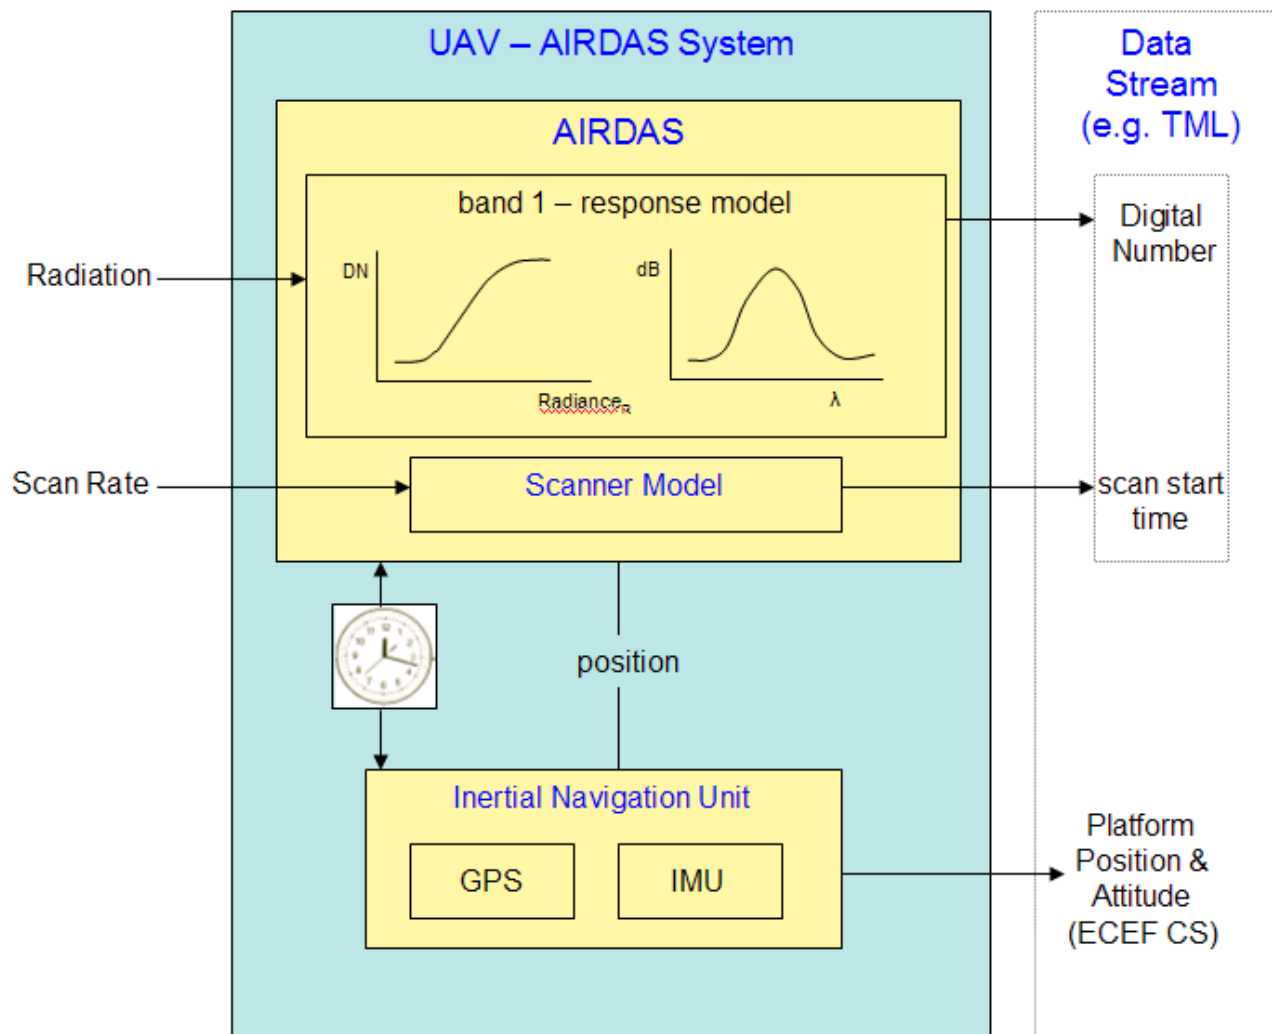 UAV – AIRDAS System
Data
Stream
(e.g. TML)
AIRDAS
band 1 – response model
Digital
Number
Radiation
DN
dB
Radiance_R
λ
Scan Rate
Scanner Model
scan start
time
position
Inertial Navigation Unit
GPS
IMU
Platform
Position &
Attitude
(ECEF CS)